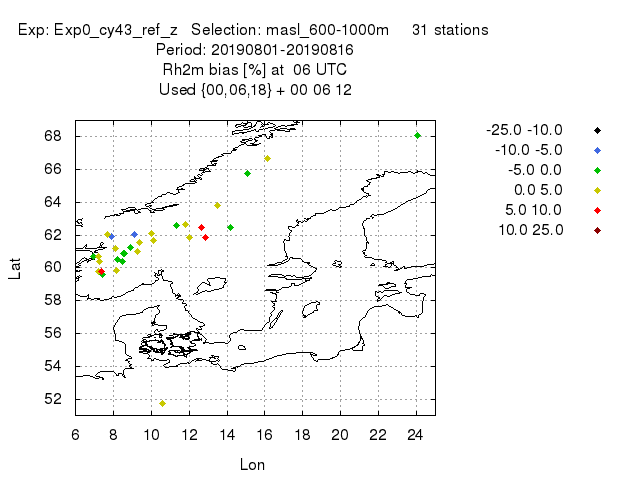 Exp: Exp0_cy43_ref_z   Selection: masl_600-1000m     31 stations
Period: 20190801-20190816
Rh2m bias [%] at  06 UTC
Used {00,06,18} + 00 06 12
-25.0 -10.0
-10.0 -5.0
-5.0 0.0
0.0 5.0
5.0 10.0
10.0 25.0
68
66
64
62
60
58
56
54
52
Lat
6 8 10 12 14 16 18 20 22 24
Lon